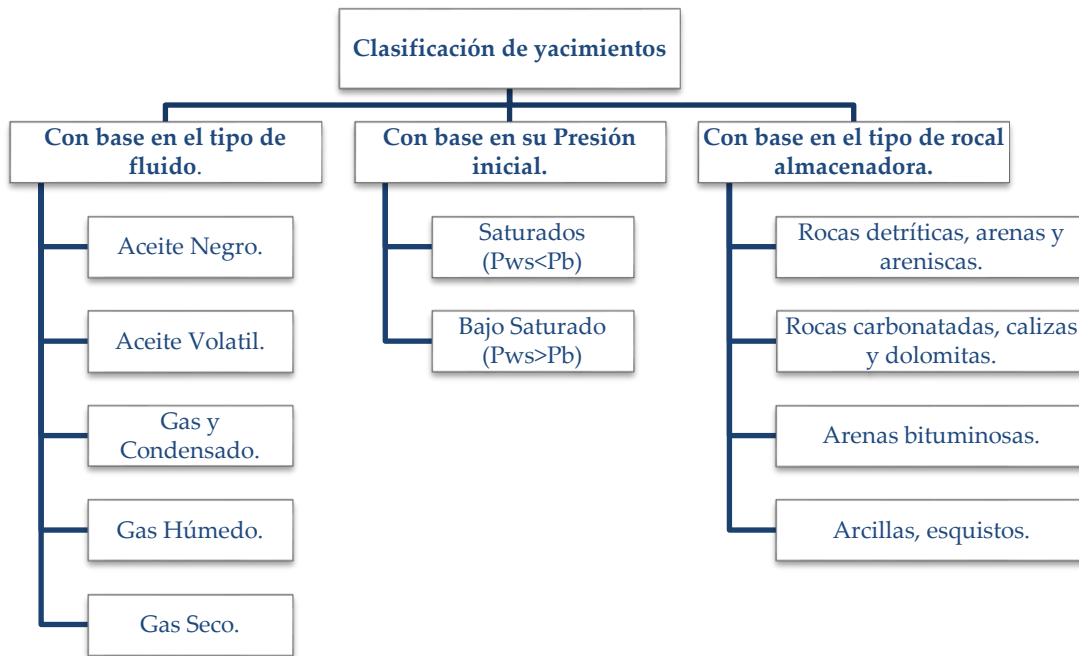 Clasificación de yacimientos
Con base en el tipo de
fluido.
Aceite Negro.
Aceite Volatil.
Gas y
Condensado.
Gas Húmedo.
Gas Seco.
Con base en su Presión
inicial.
Saturados
(Pws<Pb)
Bajo Saturado
(Pws>Pb)
Con base en el tipo de rocal
almacenadora.
Rocas detríticas, arenas y
areniscas.
Rocas carbonatadas, calizas
y dolomitas.
Arenas bituminosas.
Arcillas, esquistos.